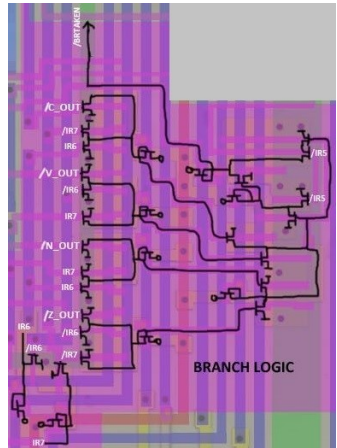 /BRTAKEN
/C_OUT
/IR7
IR6
/V_OUT
/IR6
IR7
/N_OUT
IR7
IR6
/Z_OUT
/IR6
/IR7
/IR5
/IR5
IR6
/IR6
IR7
BRANCH LOGIC